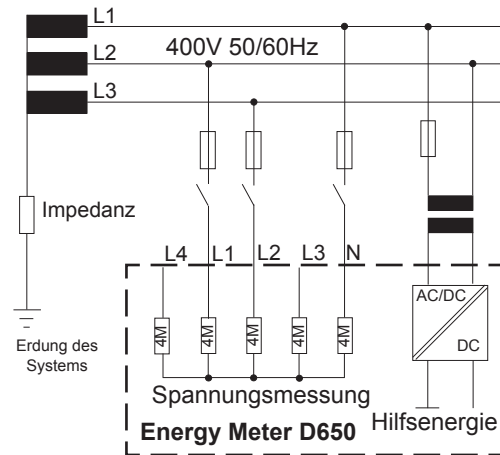 L1
400V 50/60Hz
L2
L3
Impedanz
L4 L1 L2 L3 N
AC/DC
4M 4M 4M 4M 4M
DC
Erdung des
Systems
Spannungsmessung
Hilfsenergie
Energy Meter D650